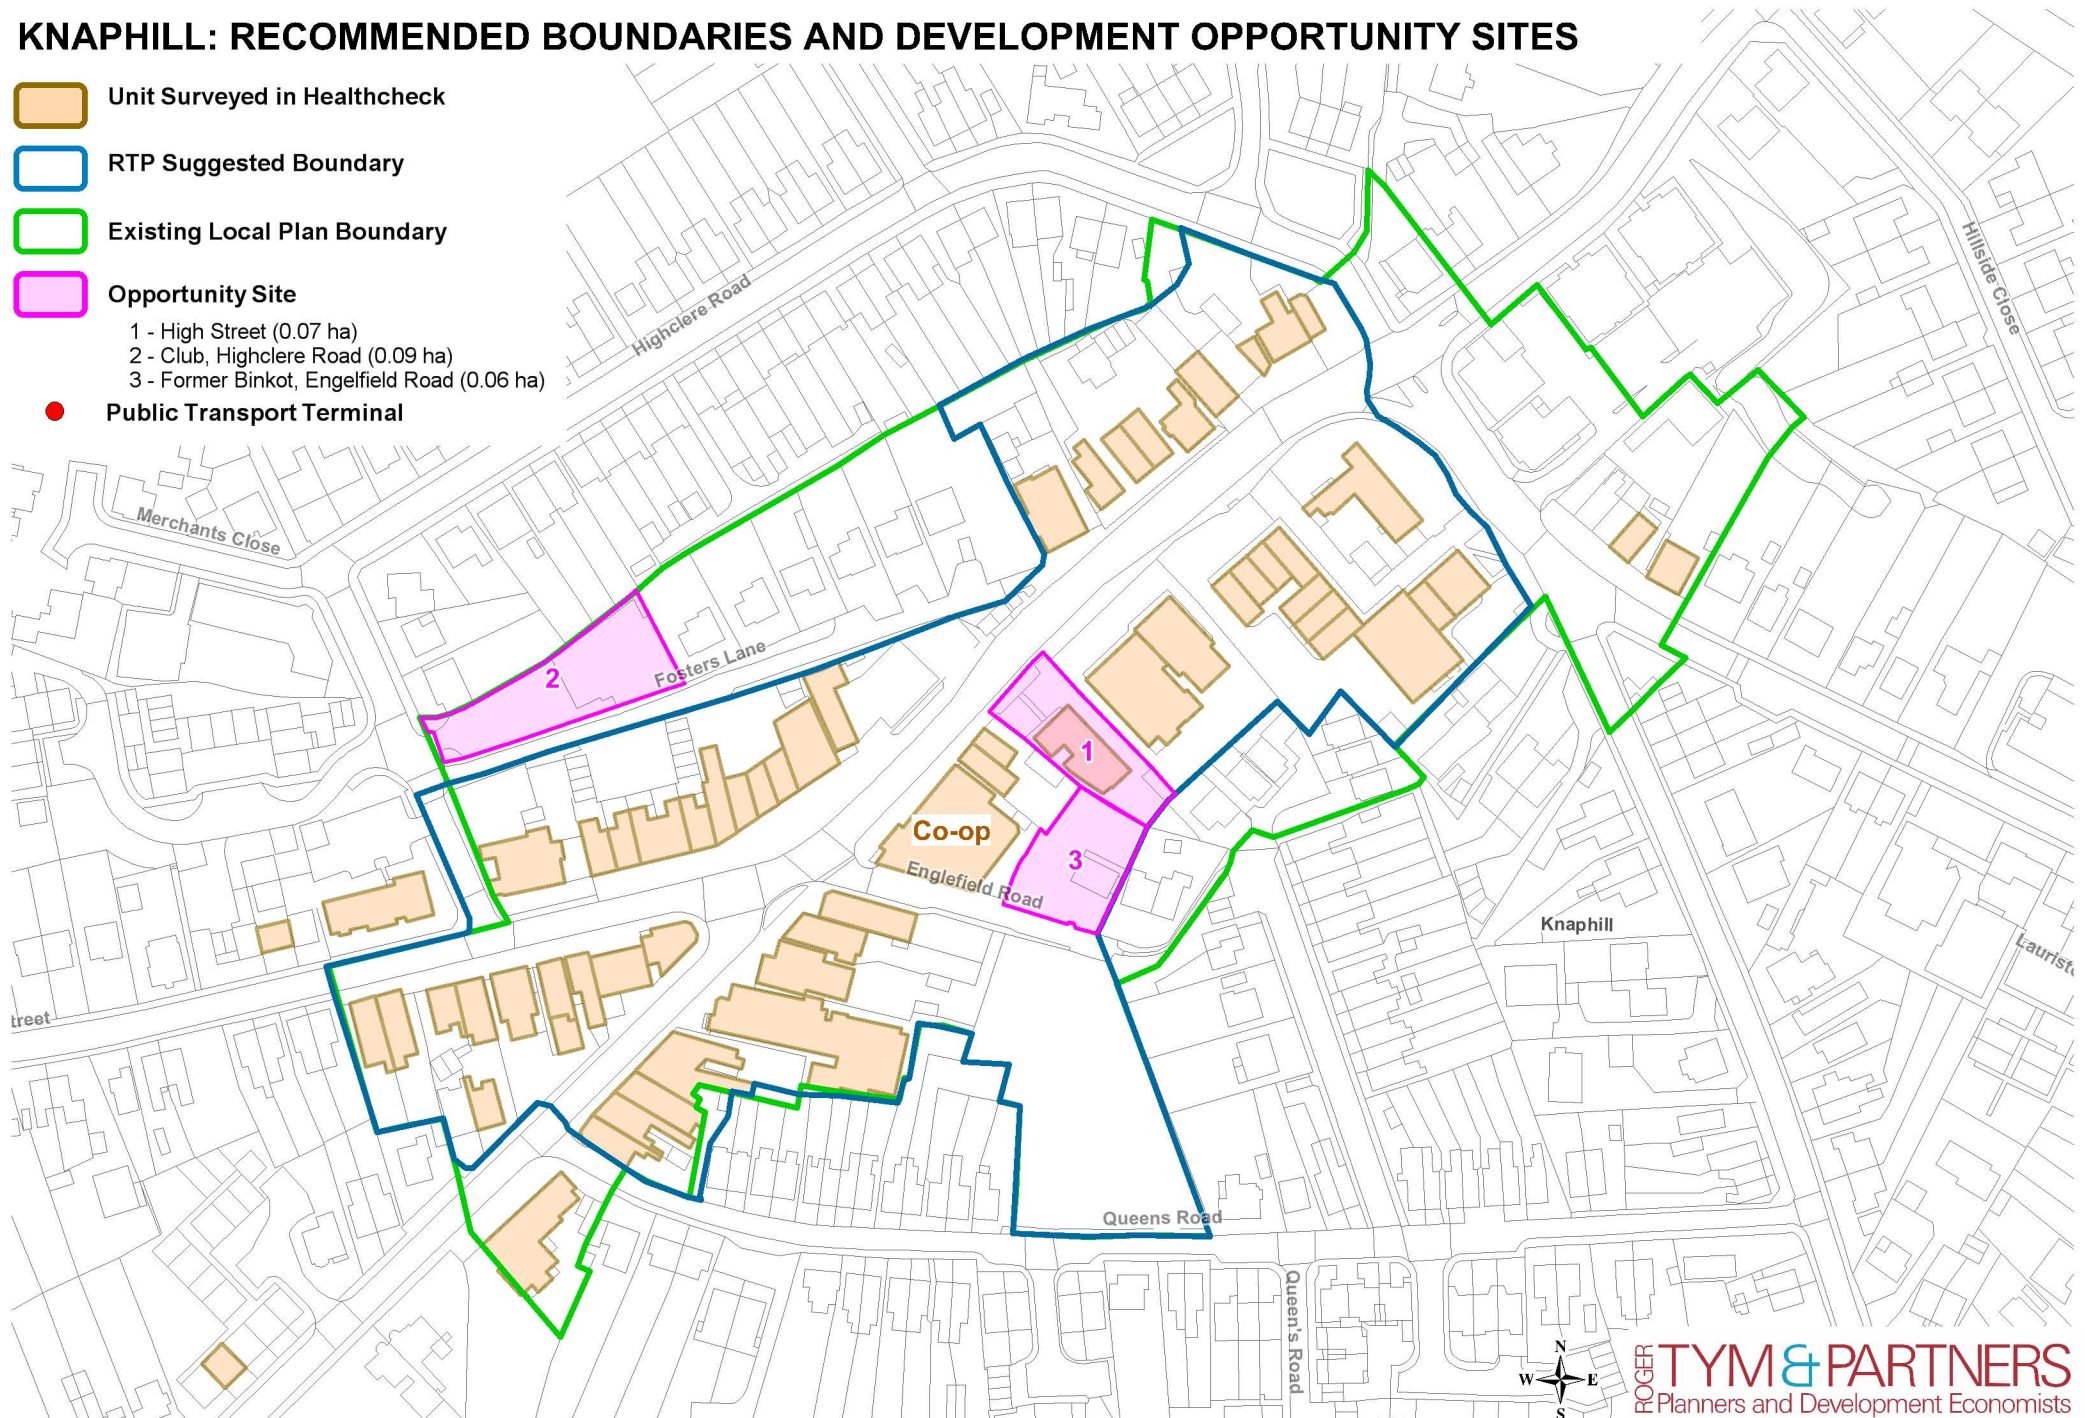 KNAPHILL: RECOMMENDED BOUNDARIES AND DEVELOPMENT OPPORTUNITY SITES
Unit Surveyed in Healthcheck
RTP Suggested Boundary
Existing Local Plan Boundary
Opportunity Site
1 - High Street (0.07 ha)
2 - Club, Highclere Road (0.09 ha)
3 - Former Binkot, Engelfield Road (0.06 ha)
Public Transport Terminal
Hillside Close
Highclere Road
Merchants Close
Fosters Lane
2
1
Co-op
3
Englefield Road
Knaphill
Lauristo
treet
Queens Road
Queen's Road
N
W E
S
ROGER
TYM & PARTNERS
Planners and Development Economists